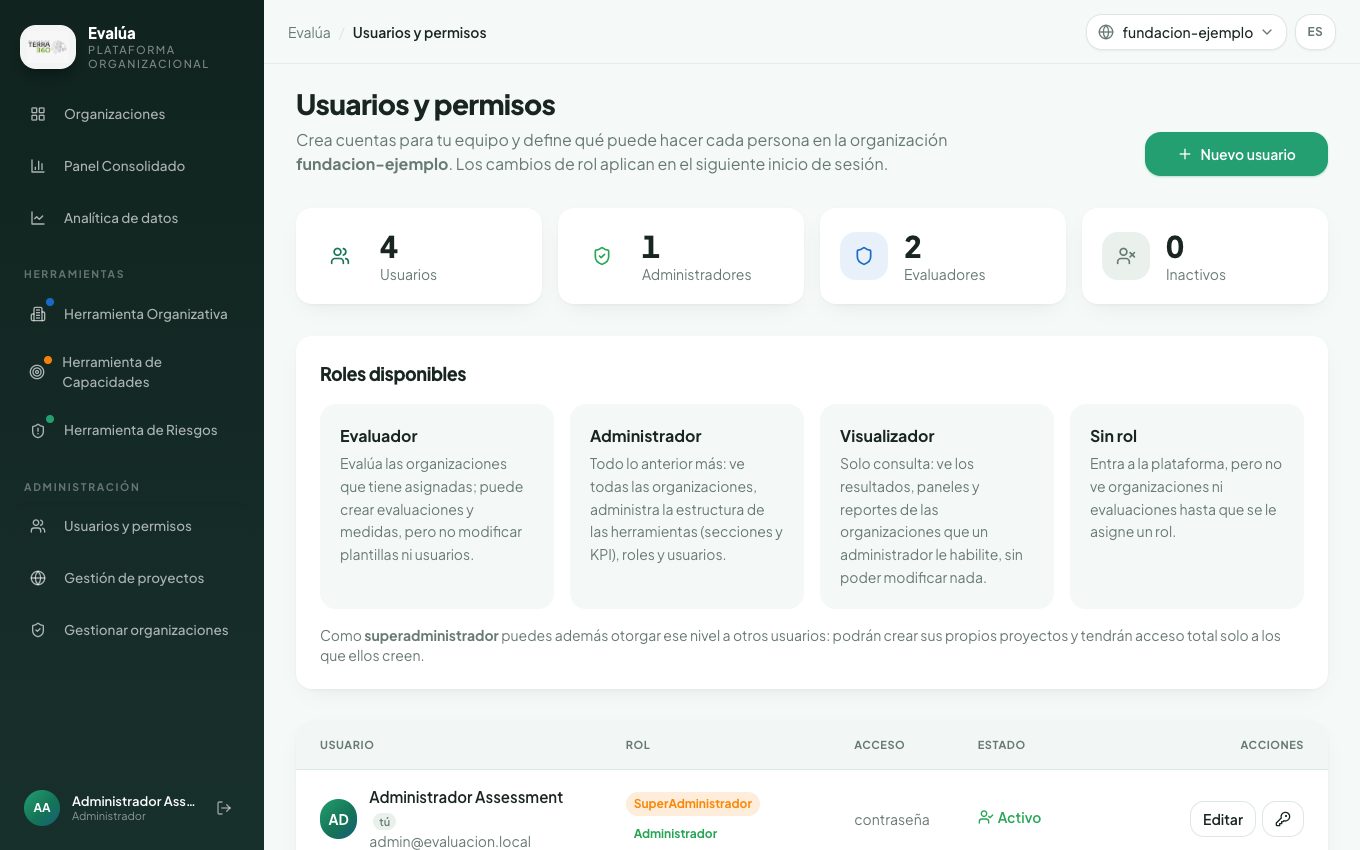 TERRA
360
Evalúa
PLATAFORMA
ORGANIZACIONAL
Organizaciones
Panel Consolidado
Analítica de datos
HERRAMIENTAS
Herramienta Organizativa
Herramienta de
Capacidades
Herramienta de Riesgos
ADMINISTRACIÓN
Usuarios y permisos
Gestión de proyectos
Gestionar organizaciones
AA
Administrador Ass...
Administrador
Evalúa / Usuarios y permisos
fundacion-ejemplo
ES
Usuarios y permisos
Crea cuentas para tu equipo y define qué puede hacer cada persona en la organización
fundacion-ejemplo. Los cambios de rol aplican en el siguiente inicio de sesión.
+ Nuevo usuario
4
Usuarios
1
Administradores
2
Evaluadores
0
Inactivos
Roles disponibles
Evaluador
Evalúa las organizaciones
que tiene asignadas; puede
crear evaluaciones y
medidas, pero no modificar
plantillas ni usuarios.
Administrador
Todo lo anterior más: ve
todas las organizaciones,
administra la estructura de
las herramientas (secciones y
KPI), roles y usuarios.
Visualizador
Solo consulta: ve los
resultados, paneles y
reportes de las
organizaciones que un
administrador le habilite, sin
poder modificar nada.
Sin rol
Entra a la plataforma, pero no
ve organizaciones ni
evaluaciones hasta que se le
asigne un rol.
Como superadministrador puedes además otorgar ese nivel a otros usuarios: podrán crear sus propios proyectos y tendrán acceso total solo a los
que ellos creen.
USUARIO ROL ACCESO ESTADO ACCIONES
AD
Administrador Assessment
tú
admin@evaluacion.local
SuperAdministrador
Administrador
contraseña
Activo
Editar